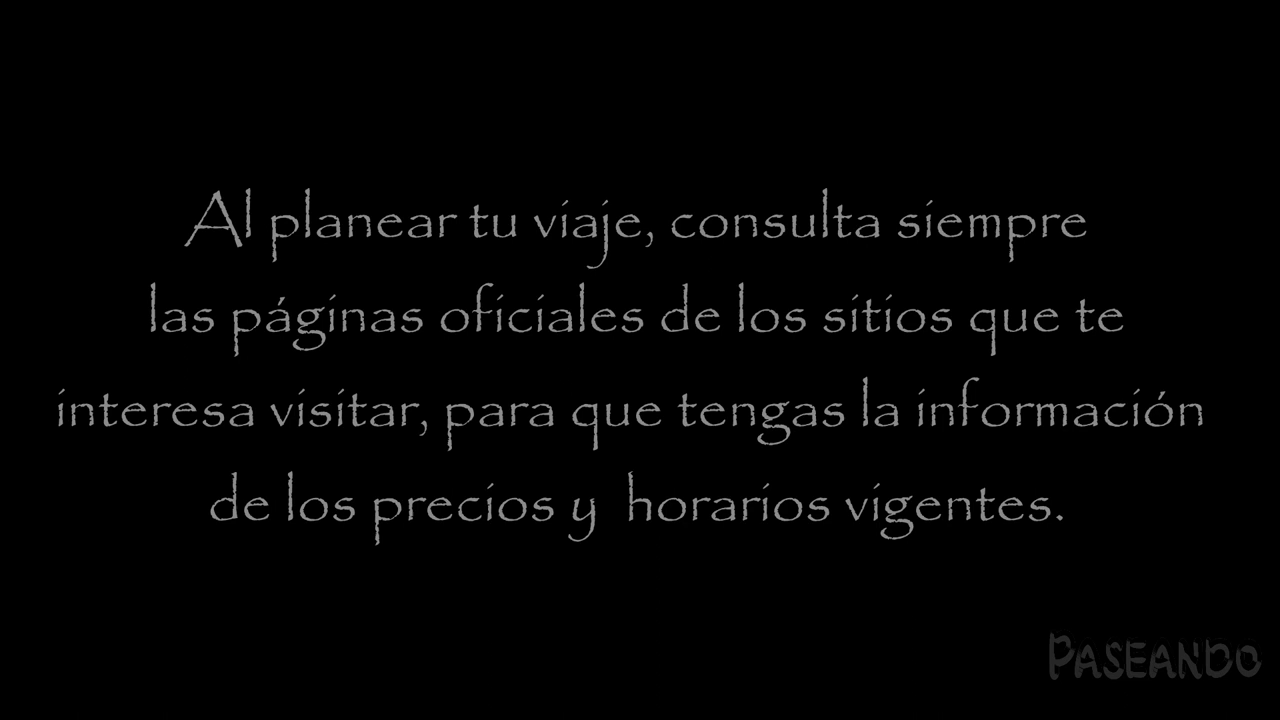 Al planear tu viaje, consulta siempre
las páginas oficiales de los sitios que te
interesa visitar, para que tengas la información
de los precios y horarios vigentes.
PASEANDO